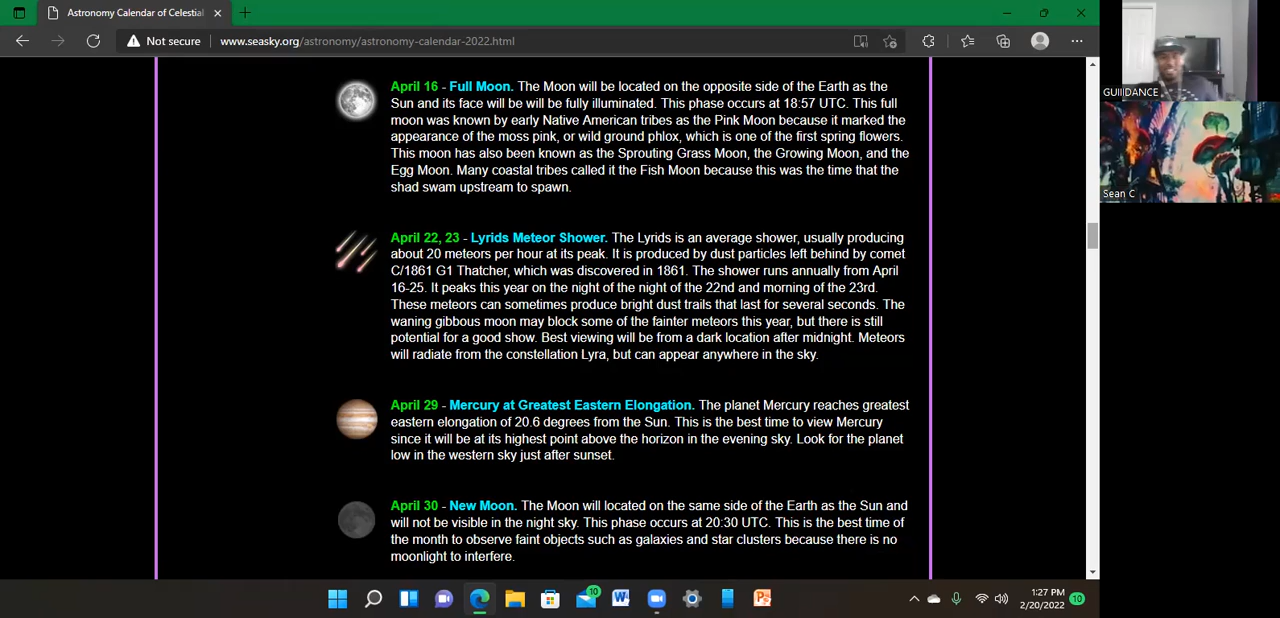 Astronomy Calendar of Celestial
Not secure
www.seasky.org/astronomy/astronomy-calendar-2022.html
GUIIIDANCE
Sean C
April 16 - Full Moon. The Moon will be located on the opposite side of the Earth as the
Sun and its face will be will be fully illuminated. This phase occurs at 18:57 UTC. This full
moon was known by early Native American tribes as the Pink Moon because it marked the
appearance of the moss pink, or wild ground phlox, which is one of the first spring flowers.
This moon has also been known as the Sprouting Grass Moon, the Growing Moon, and the
Egg Moon. Many coastal tribes called it the Fish Moon because this was the time that the
shad swam upstream to spawn.
April 22, 23 - Lyrids Meteor Shower. The Lyrids is an average shower, usually producing
about 20 meteors per hour at its peak. It is produced by dust particles left behind by comet
C/1861 G1 Thatcher, which was discovered in 1861. The shower runs annually from April
16-25. It peaks this year on the night of the night of the 22nd and morning of the 23rd.
These meteors can sometimes produce bright dust trails that last for several seconds. The
waning gibbous moon may block some of the fainter meteors this year, but there is still
potential for a good show. Best viewing will be from a dark location after midnight. Meteors
will radiate from the constellation Lyra, but can appear anywhere in the sky.
April 29 - Mercury at Greatest Eastern Elongation. The planet Mercury reaches greatest
eastern elongation of 20.6 degrees from the Sun. This is the best time to view Mercury
since it will be at its highest point above the horizon in the evening sky. Look for the planet
low in the western sky just after sunset.
April 30 - New Moon. The Moon will located on the same side of the Earth as the Sun and
will not be visible in the night sky. This phase occurs at 20:30 UTC. This is the best time of
the month to observe faint objects such as galaxies and star clusters because there is no
moonlight to interfere.
10
W
P
1:27 PM
2/20/2022
10